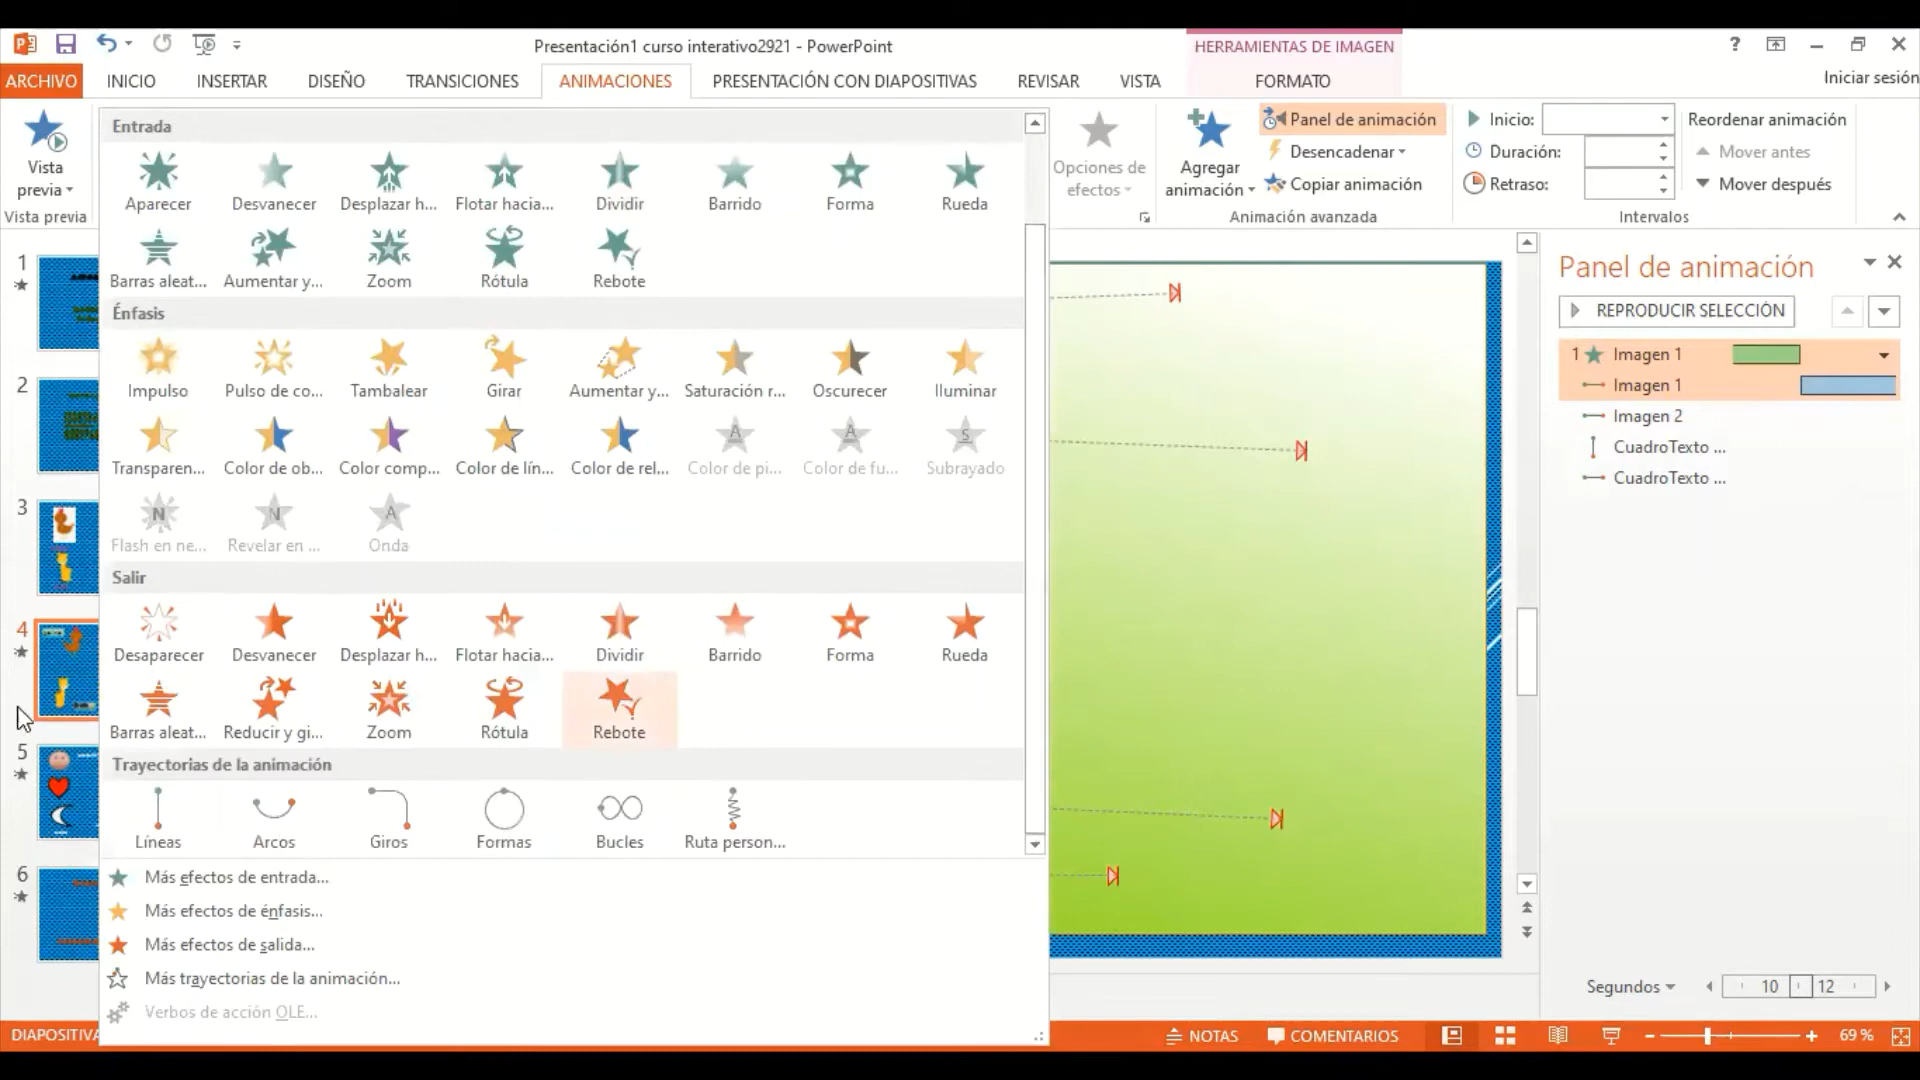 Presentación1 curso interativo2921 - PowerPoint
HERRAMIENTAS DE IMAGEN
?
Iniciar sesión
ARCHIVO INICIO INSERTAR DISEÑO TRANSICIONES ANIMACIONES PRESENTACIÓN CON DIAPOSITIVAS REVISAR VISTA FORMATO
Vista previa
Vista previa
Entrada
Aparecer Desvanecer Desplazar h... Flotar hacia... Dividir Barrido Forma Rueda
Barras aleat... Aumentar y... Zoom Rótula Rebote
Énfasis
Impulso Pulso de co... Tambalear Girar Aumentar y... Saturación r... Oscurecer Iluminar
Transparen... Color de ob... Color comp... Color de lín... Color de rel... Color de pi... Color de fu... Subrayado
Flash en ne... Revelar en ... Onda
Salir
Desaparecer Desvanecer Desplazar h... Flotar hacia... Dividir Barrido Forma Rueda
Barras aleat... Reducir y gi... Zoom Rótula Rebote
Trayectorias de la animación
Líneas Arcos Giros Formas Bucles Ruta person...
Más efectos de entrada...
Más efectos de énfasis...
Más efectos de salida...
Más trayectorias de la animación...
Verbos de acción OLE...
Opciones de efectos
Agregar animación
Panel de animación
Desencadenar
Copiar animación
Animación avanzada
Inicio:
Duración:
Retraso:
Reordenar animación
Mover antes
Mover después
Intervalos
1
2
3
4
5
6
Panel de animación
REPRODUCIR SELECCIÓN
1 Imagen 1
Imagen 1
Imagen 2
CuadroTexto ...
CuadroTexto ...
Segundos 10 12
DIAPOSITIVA
NOTAS COMENTARIOS 69 %